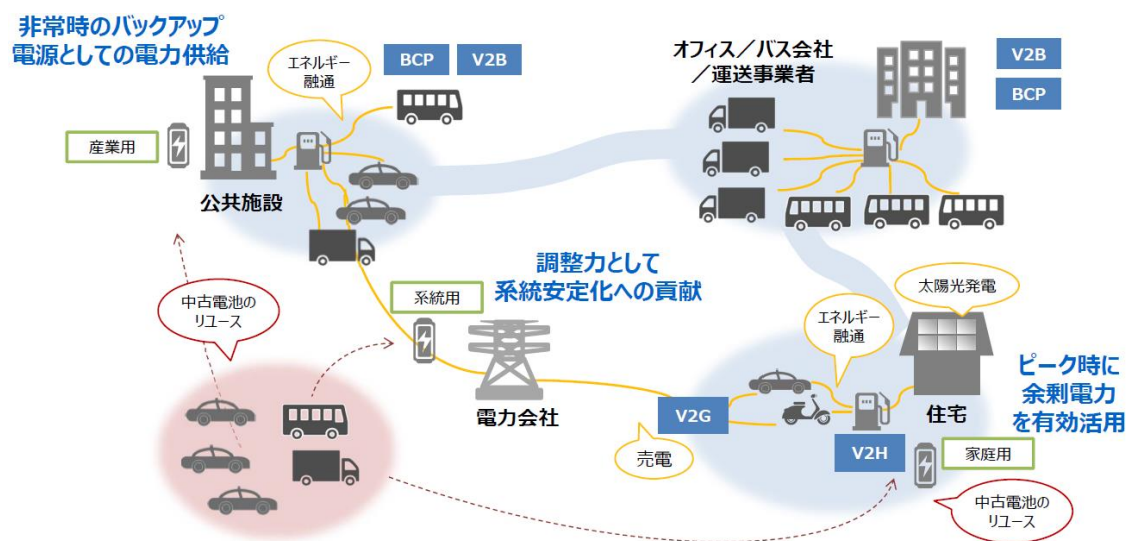 非常時のバックアップ
電源としての電力供給
エネルギー
融通
BCP
V2B
産業用
公共施設
オフィス／バス会社
／運送事業者
V2B
BCP
中古電池の
リユース
系統用
調整力として
系統安定化への貢献
電力会社
V2G
売電
エネルギー
融通
太陽光発電
住宅
ピーク時に
余剰電力
を有効活用
V2H
家庭用
中古電池の
リユース